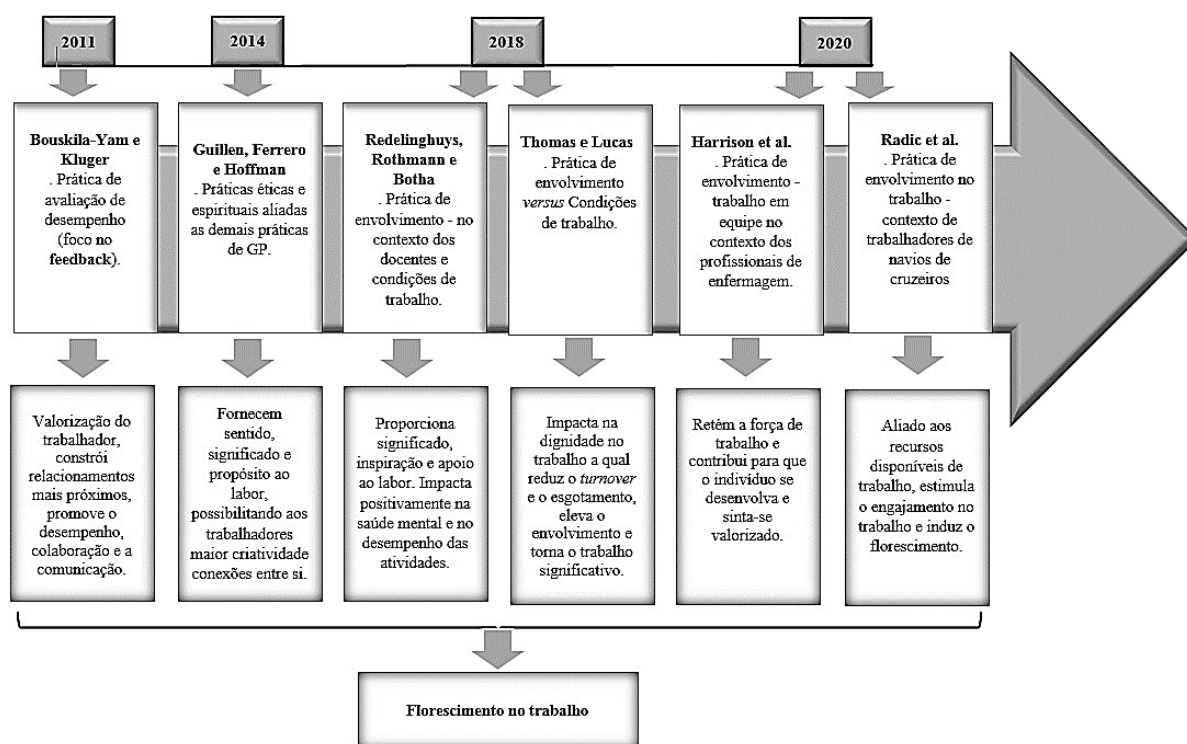 2011
2014
2018
2020
Bouskila-Yam e
Kluger
. Prática de
avaliação de
desempenho
(foco no
feedback).
Guillen, Ferrero
e Hoffman
. Práticas éticas e
espirituais aliadas
as demais práticas
de GP.
Redelinghuys,
Rothmann e
Botha
. Prática de
envolvimento - no
contexto dos
docentes e
condições de
trabalho.
Thomas e Lucas
. Prática de
envolvimento
versus Condições
de trabalho.
Harrison et al.
. Prática de
envolvimento -
trabalho em
equipe no
contexto dos
profissionais de
enfermagem.
Radic et al.
. Prática de
envolvimento no
trabalho -
contexto de
trabalhadores de
navios de
cruzeiros
Valorização do
trabalhador,
constrói
relacionamentos
mais próximos,
promove o
desempenho,
colaboração e a
comunicação.
Fornecem
sentido,
significado e
propósito ao
labor,
possibilitando aos
trabalhadores
maior criatividade
conexões entre si.
Proporciona
significado,
inspiração e apoio
ao labor. Impacta
positivamente na
saúde mental e no
desempenho das
atividades.
Impacta na
dignidade no
trabalho a qual
reduz o turnover
e o esgotamento,
eleva o
envolvimento e
torna o trabalho
significativo.
Retém a força de
trabalho e
contribui para que
o indivíduo se
desenvolva e
sinta-se
valorizado.
Aliado aos
recursos
disponíveis de
trabalho, estimula
o engajamento no
trabalho e induz o
florescimento.
Florescimento no trabalho